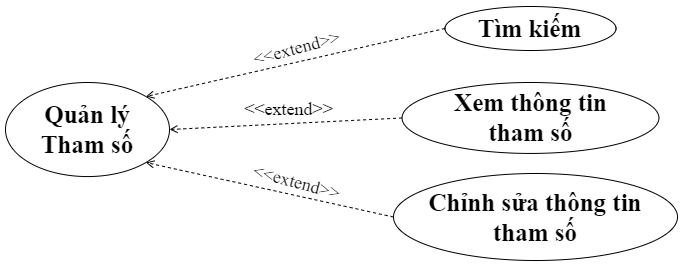 Tìm kiếm
<<extend>>
Quản lý
Tham số
<<extend>>
Xem thông tin
tham số
<<extend>>
Chỉnh sửa thông tin
tham số